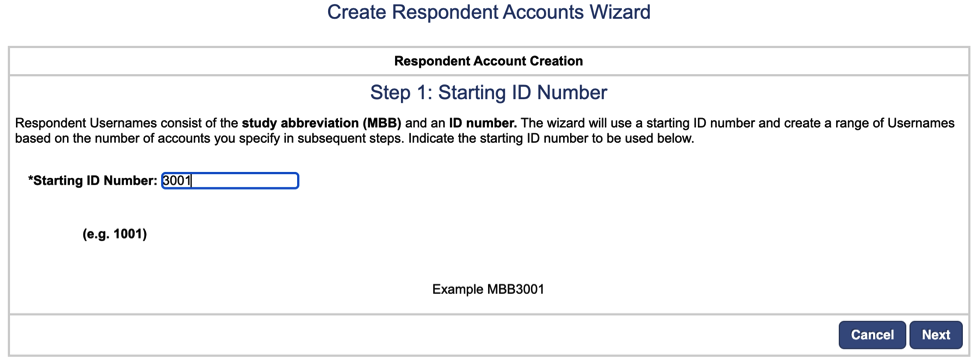 Create Respondent Accounts Wizard
Respondent Account Creation
Step 1: Starting ID Number
Respondent Usernames consist of the study abbreviation (MBB) and an ID number. The wizard will use a starting ID number and create a range of Usernames
based on the number of accounts you specify in subsequent steps. Indicate the starting ID number to be used below.
*Starting ID Number: 3001
(e.g. 1001)
Example MBB3001
Cancel Next